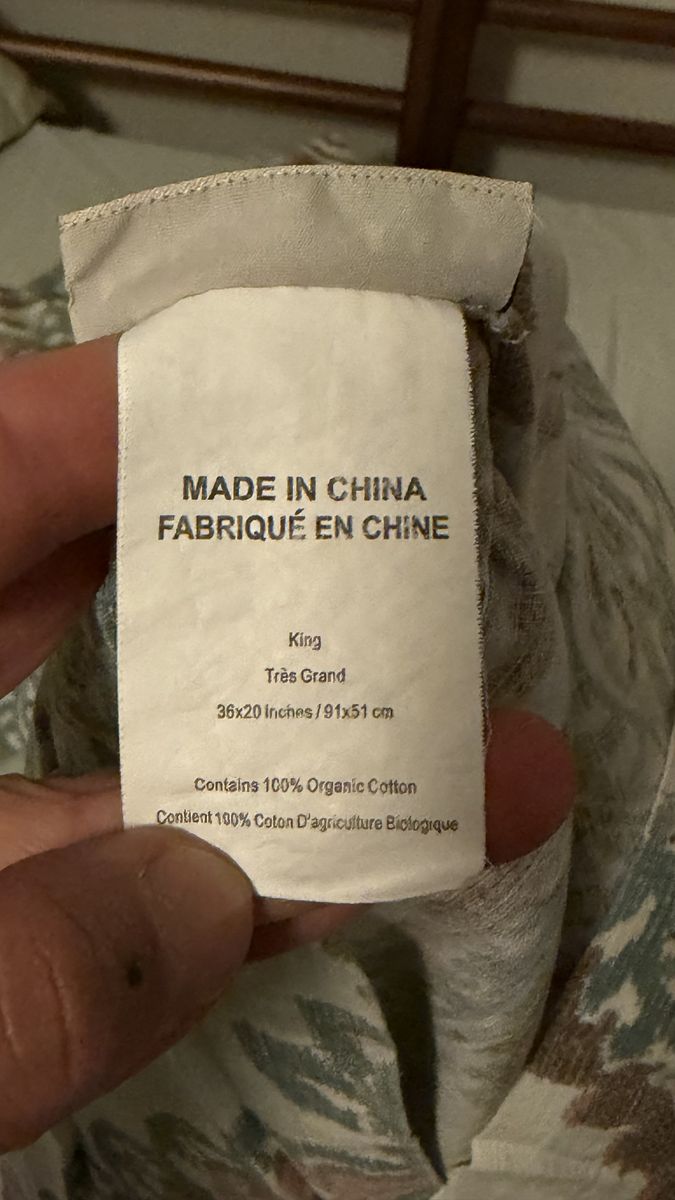 MADE IN CHINA
FABRIQUÉ EN CHINE
King
Très Grand
36x20 Inches / 91x51 cm
Contains 100% Organic Cotton
Contient 100% Coton D'agriculture Biologique